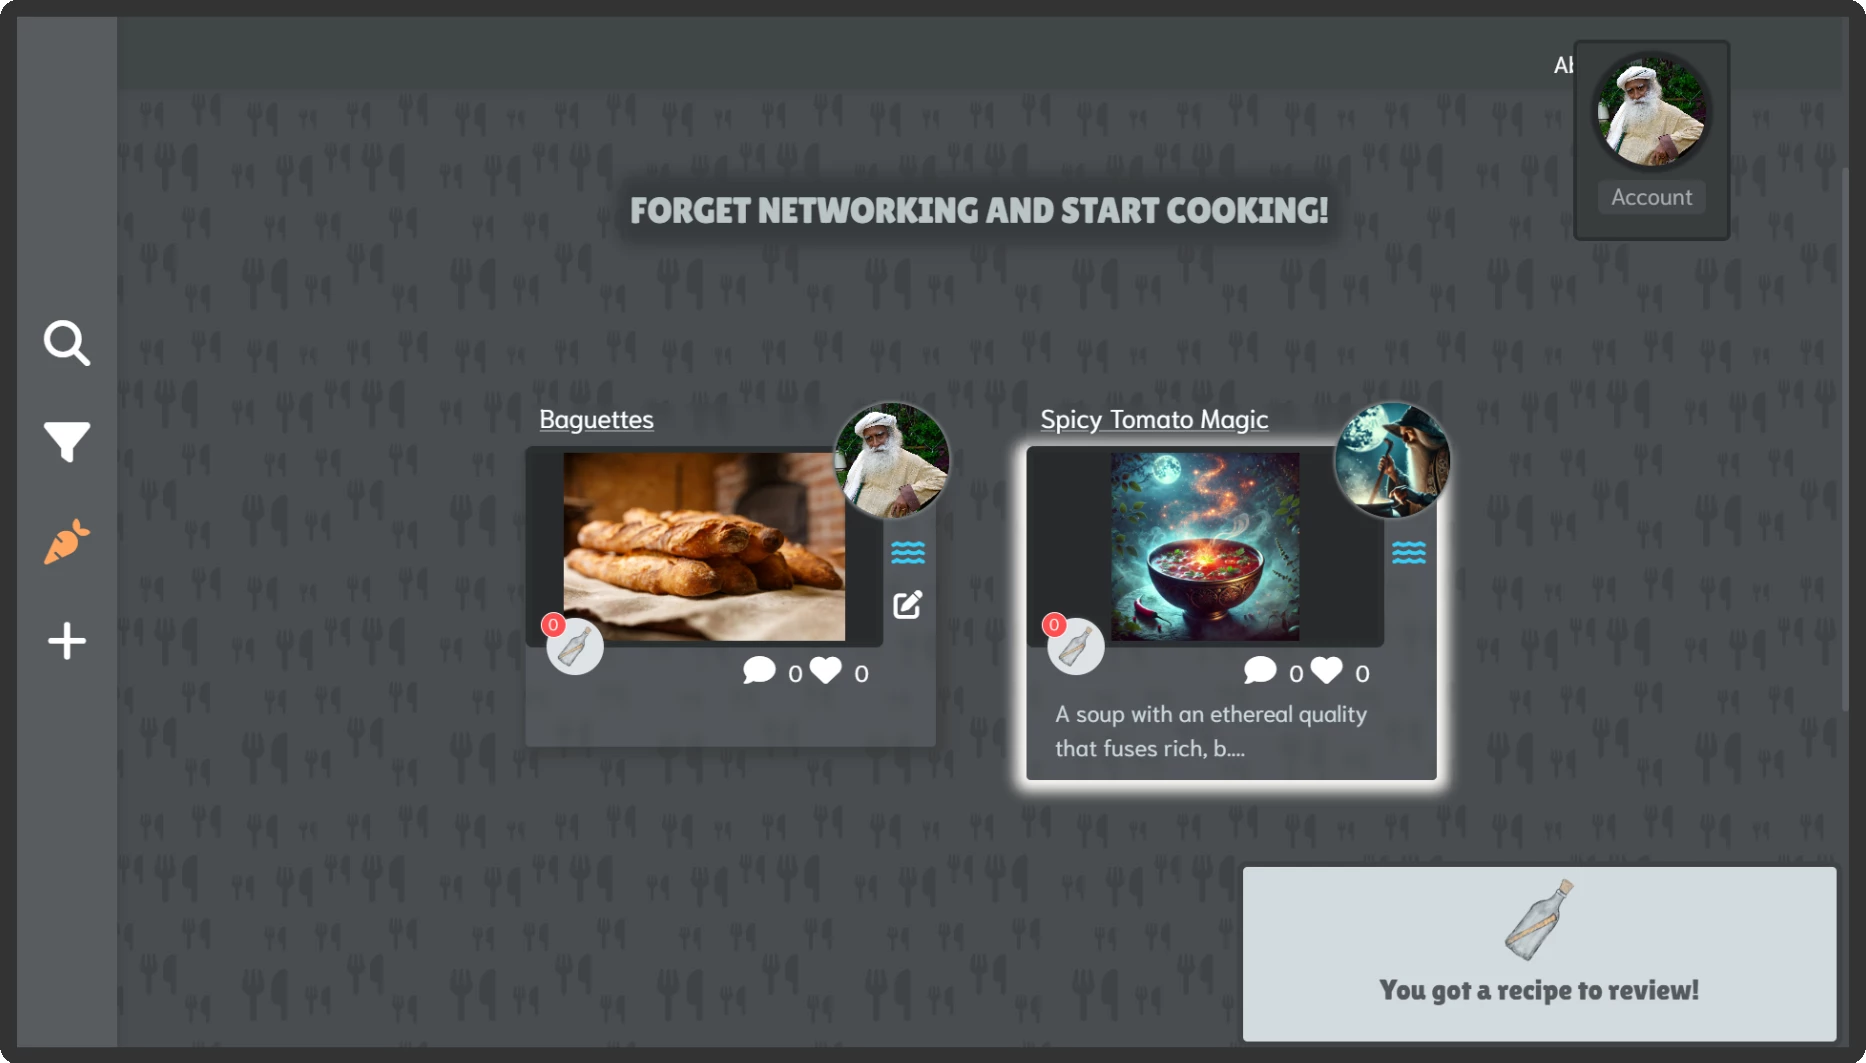 Ab
Account
FORGET NETWORKING AND START COOKING!
Baguettes
0
0
0
Spicy Tomato Magic
0
0
0
A soup with an ethereal quality
that fuses rich, b....
You got a recipe to review!